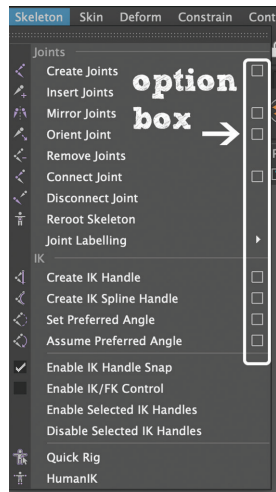 Skeleton Skin Deform Constrain Cont
Joints
Create Joints
Insert Joints
Mirror Joints
Orient Joint
Remove Joints
Connect Joint
Disconnect Joint
Reroot Skeleton
Joint Labelling
option
box
IK
Create IK Handle
Create IK Spline Handle
Set Preferred Angle
Assume Preferred Angle
Enable IK Handle Snap
Enable IK/FK Control
Enable Selected IK Handles
Disable Selected IK Handles
Quick Rig
HumanIK